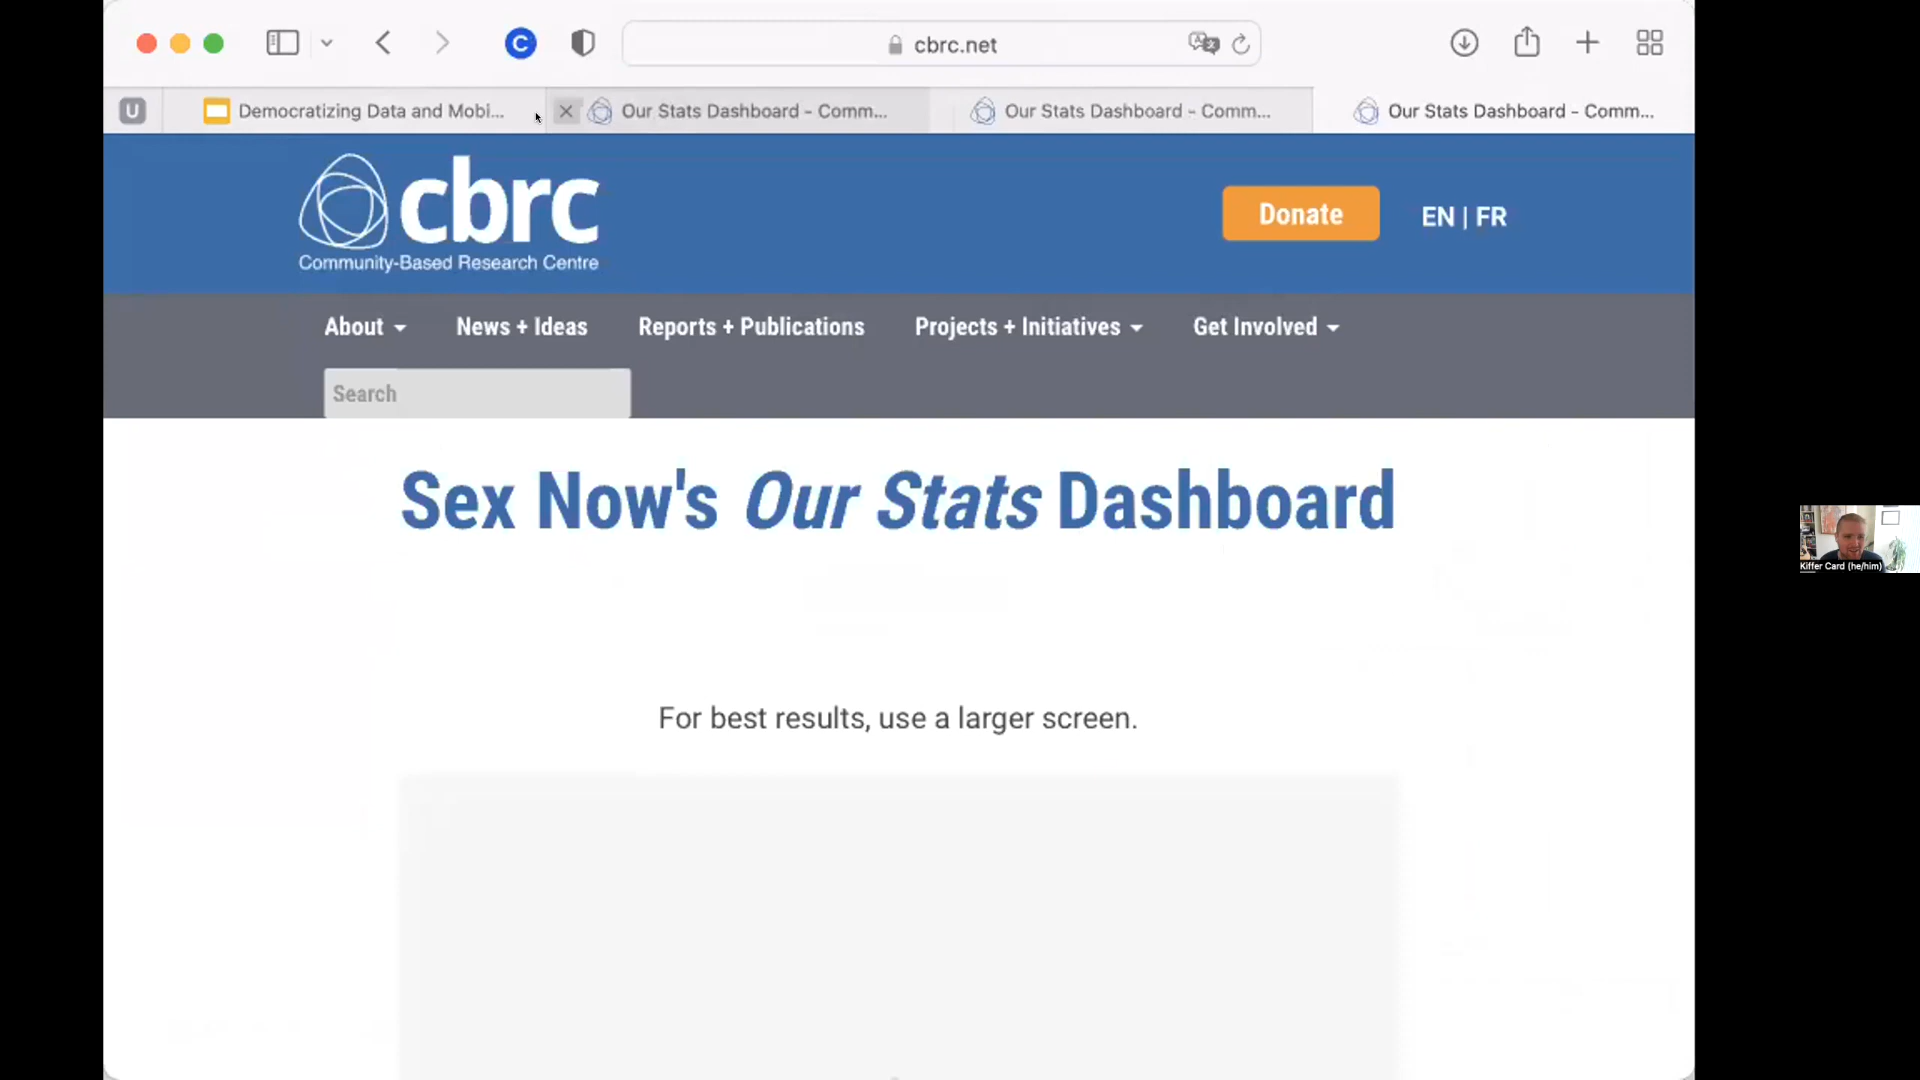 cbrc.net
U
Democratizing Data and Mobi...
Our Stats Dashboard - Comm...
Our Stats Dashboard - Comm...
Our Stats Dashboard - Comm...
cbrc
Community-Based Research Centre
Donate
EN | FR
About
News + Ideas
Reports + Publications
Projects + Initiatives
Get Involved
Search
Sex Now's Our Stats Dashboard
For best results, use a larger screen.
Kiffer Card (he/him)